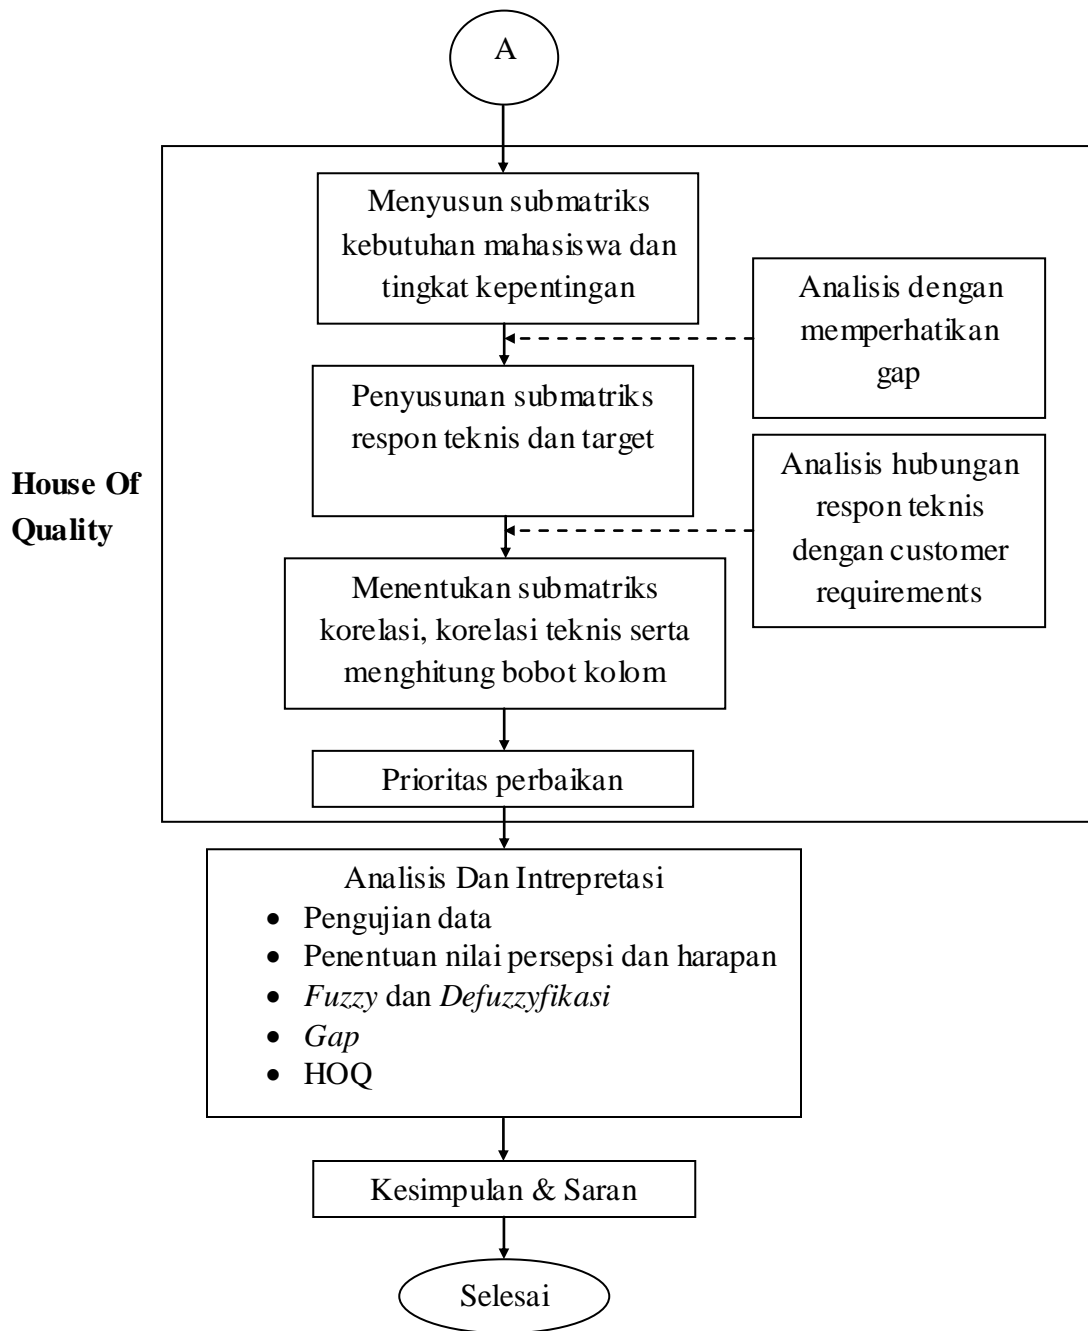 A
Menyusun submatriks
kebutuhan mahasiswa dan
tingkat kepentingan
Analisis dengan
memperhatikan
gap
Penyusunan submatriks
respon teknis dan target
Analisis hubungan
respon teknis
dengan customer
requirements
House Of
Quality
Menentukan submatriks
korelasi, korelasi teknis serta
menghitung bobot kolom
Prioritas perbaikan
Analisis Dan Intrepretasi
• Pengujian data
• Penentuan nilai persepsi dan harapan
• Fuzzy dan Defuzzyfikasi
• Gap
• HOQ
Kesimpulan & Saran
Selesai